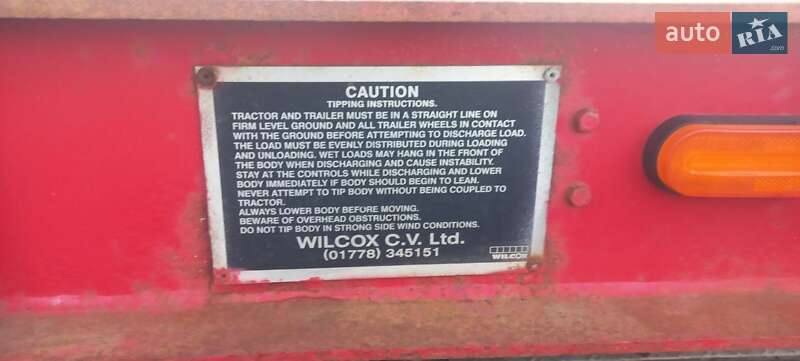 auto RIA .com
CAUTION
TIPPING INSTRUCTIONS.
TRACTOR AND TRAILER MUST BE IN A STRAIGHT LINE ON
FIRM LEVEL GROUND AND ALL TRAILER WHEELS IN CONTACT
WITH THE GROUND BEFORE ATTEMPTING TO DISCHARGE LOAD.
THE LOAD MUST BE EVENLY DISTRIBUTED DURING LOADING
AND UNLOADING. WET LOADS MAY HANG IN THE FRONT OF
THE BODY WHEN DISCHARGING AND CAUSE INSTABILITY.
STAY AT THE CONTROLS WHILE DISCHARGING AND LOWER
BODY IMMEDIATELY IF BODY SHOULD BEGIN TO LEAN.
NEVER ATTEMPT TO TIP BODY WITHOUT BEING COUPLED TO
TRACTOR.
ALWAYS LOWER BODY BEFORE MOVING.
BEWARE OF OVERHEAD OBSTRUCTIONS.
DO NOT TIP BODY IN STRONG SIDE WIND CONDITIONS.
WILCOX C.V. Ltd.
(01778) 345151
WILCOX